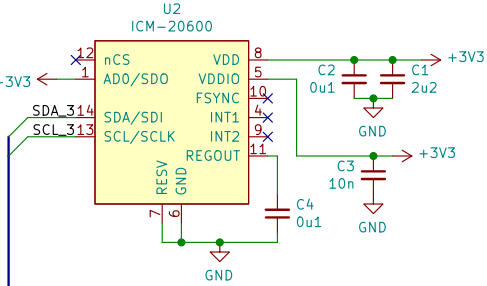 U2
ICM-20600
12 nCS VDD 8
+3V3
1 AD0/SDO VDDIO 5
C2 C1
-3V3
FSYNC 10
0u1 2u2
SDA_3 14 SDA/SDI INT1 4
SCL_3 13 SCL/SCLK INT2 9
GND
REGOUT 11
+3V3
C3
10n
RESV GND
C4
0u1
7 6
GND
GND